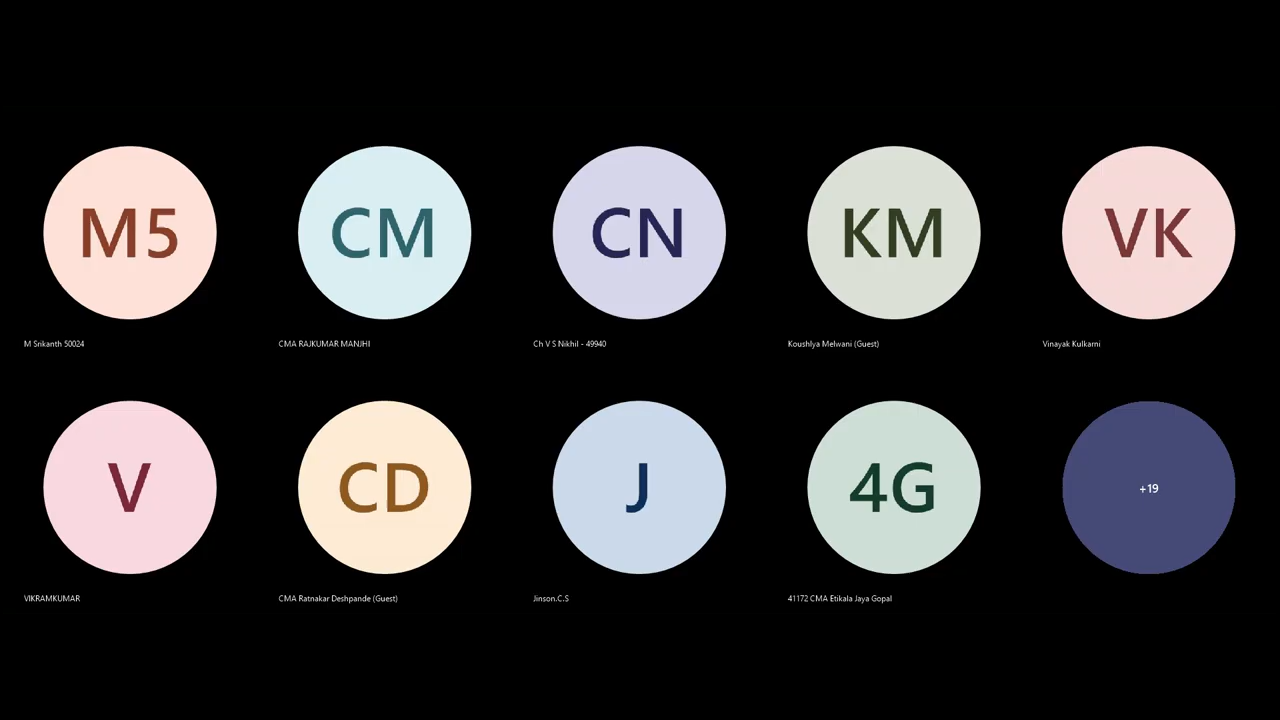 M5
CM
CN
KM
VK
M Srikanth 50024
CMA RAJKUMAR MANJHI
Ch V S Nikhil - 49940
Koushlya Melwani (Guest)
Vinayak Kulkarni
V
CD
J
4G
+19
VIKRAMKUMAR
CMA Ratnakar Deshpande (Guest)
Jinson.C.S
41172 CMA Etikala Jaya Gopal